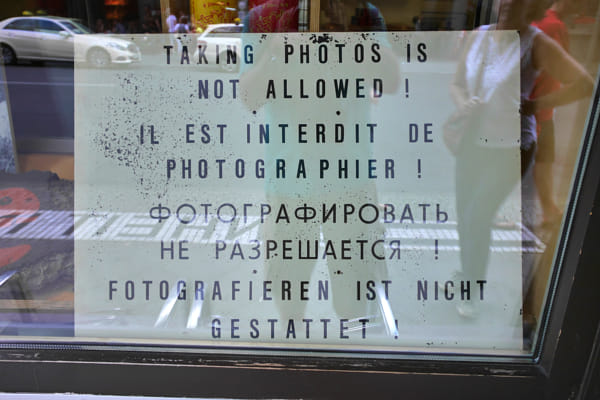 TAKING PHOTOS IS
NOT ALLOWED !
IL EST INTERDIT DE
PHOTOGRAPHIER !
ФОТОГРАФИРОВАТЬ
НЕ РАЗРЕШАЕТСЯ !
FOTOGRAFIEREN IST NICHT
GESTATTET !